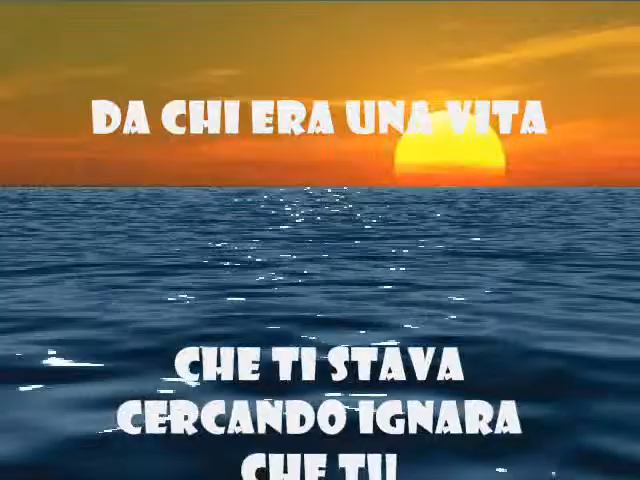 DA CHI ERA UNA VITA
CHE TI STAVA
CERCANDO IGNARA
CHE TU